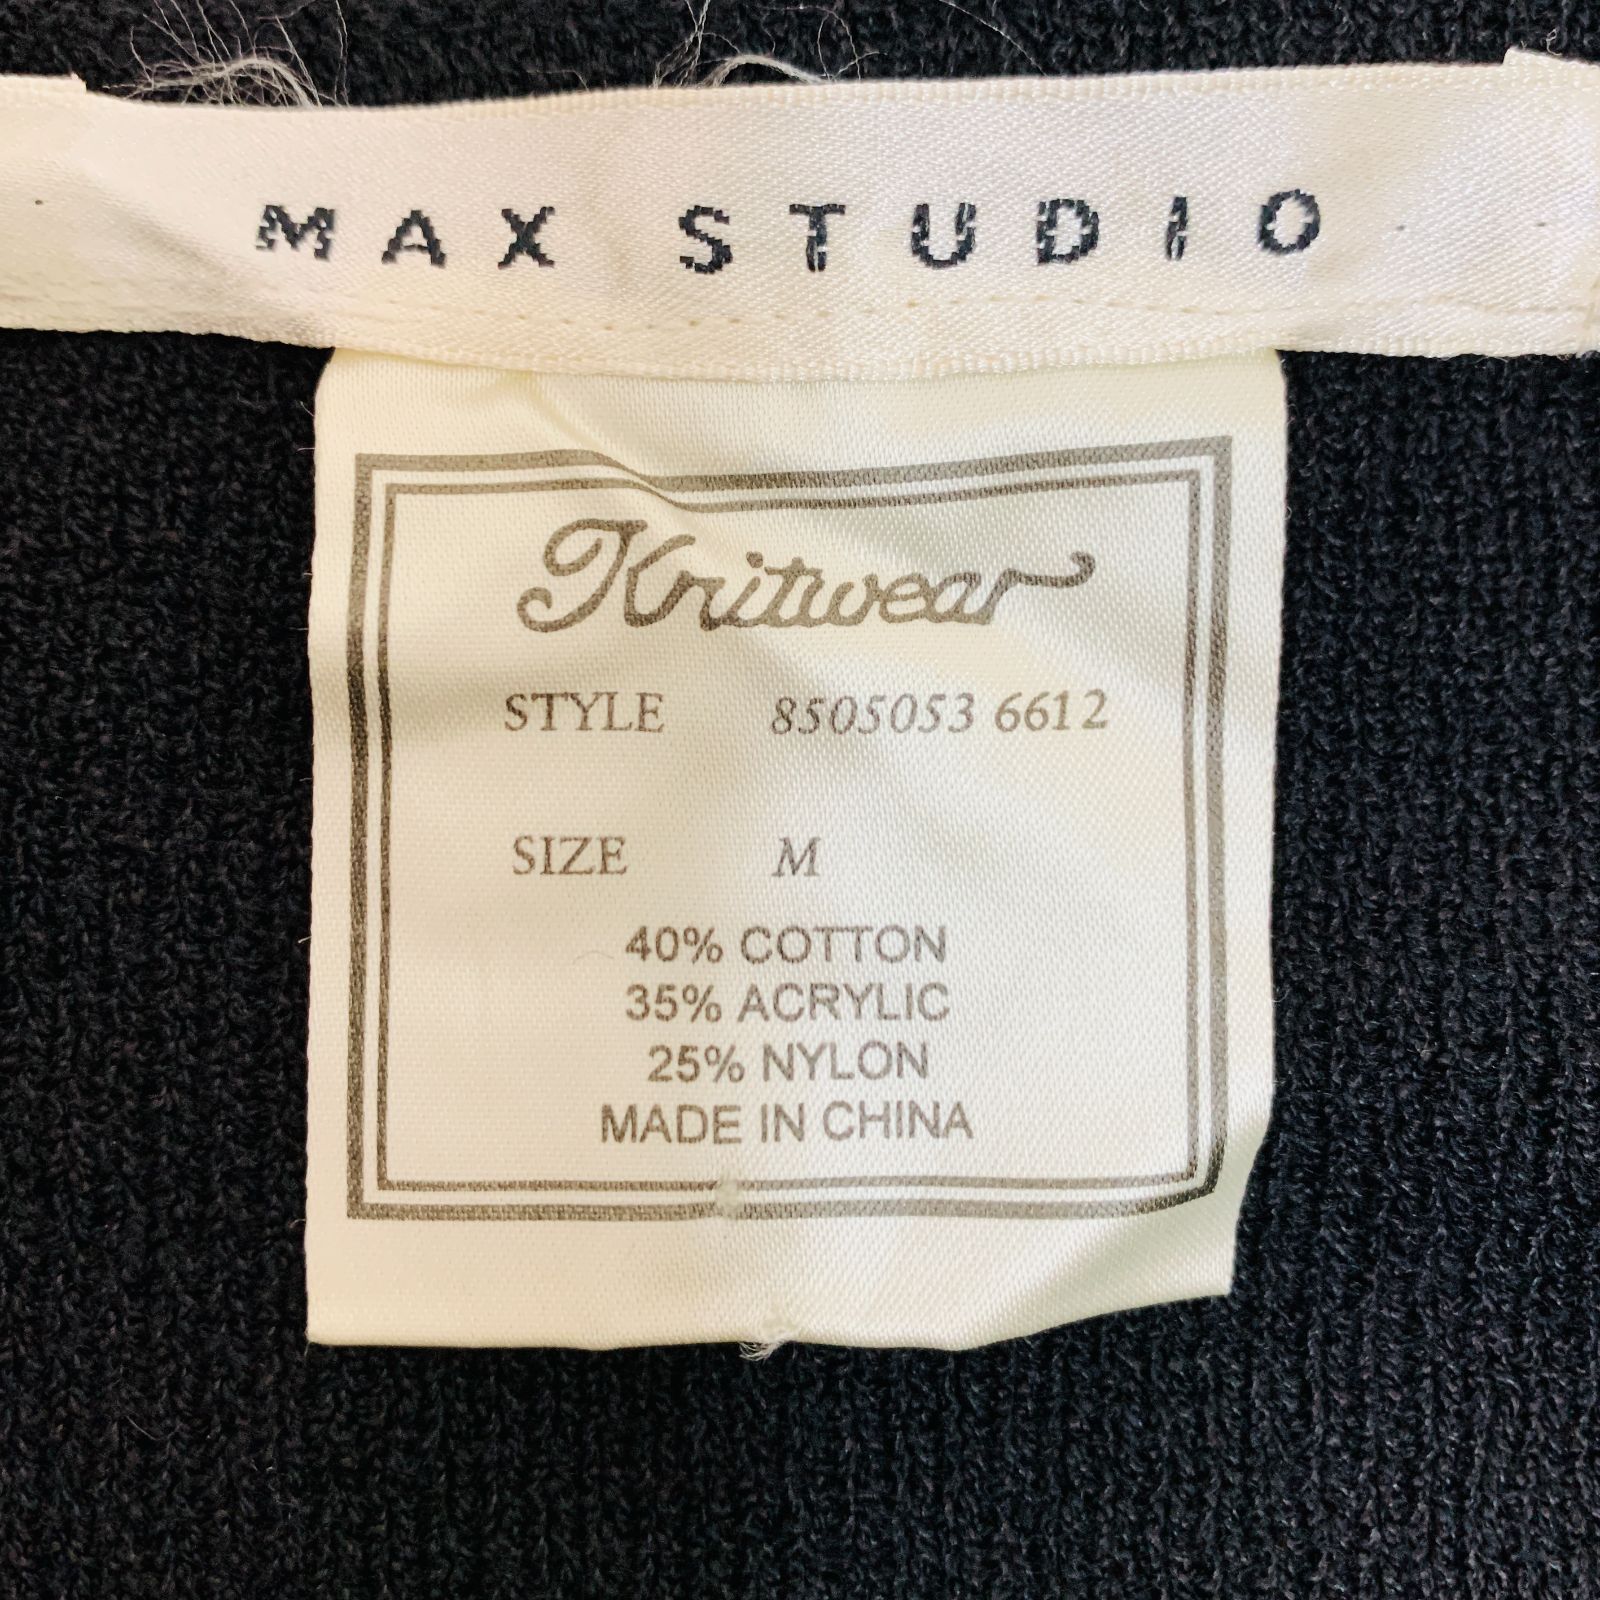 MAX STUDIO
Knitwear
STYLE 8505053 6612
SIZE M
40% COTTON
35% ACRYLIC
25% NYLON
MADE IN CHINA